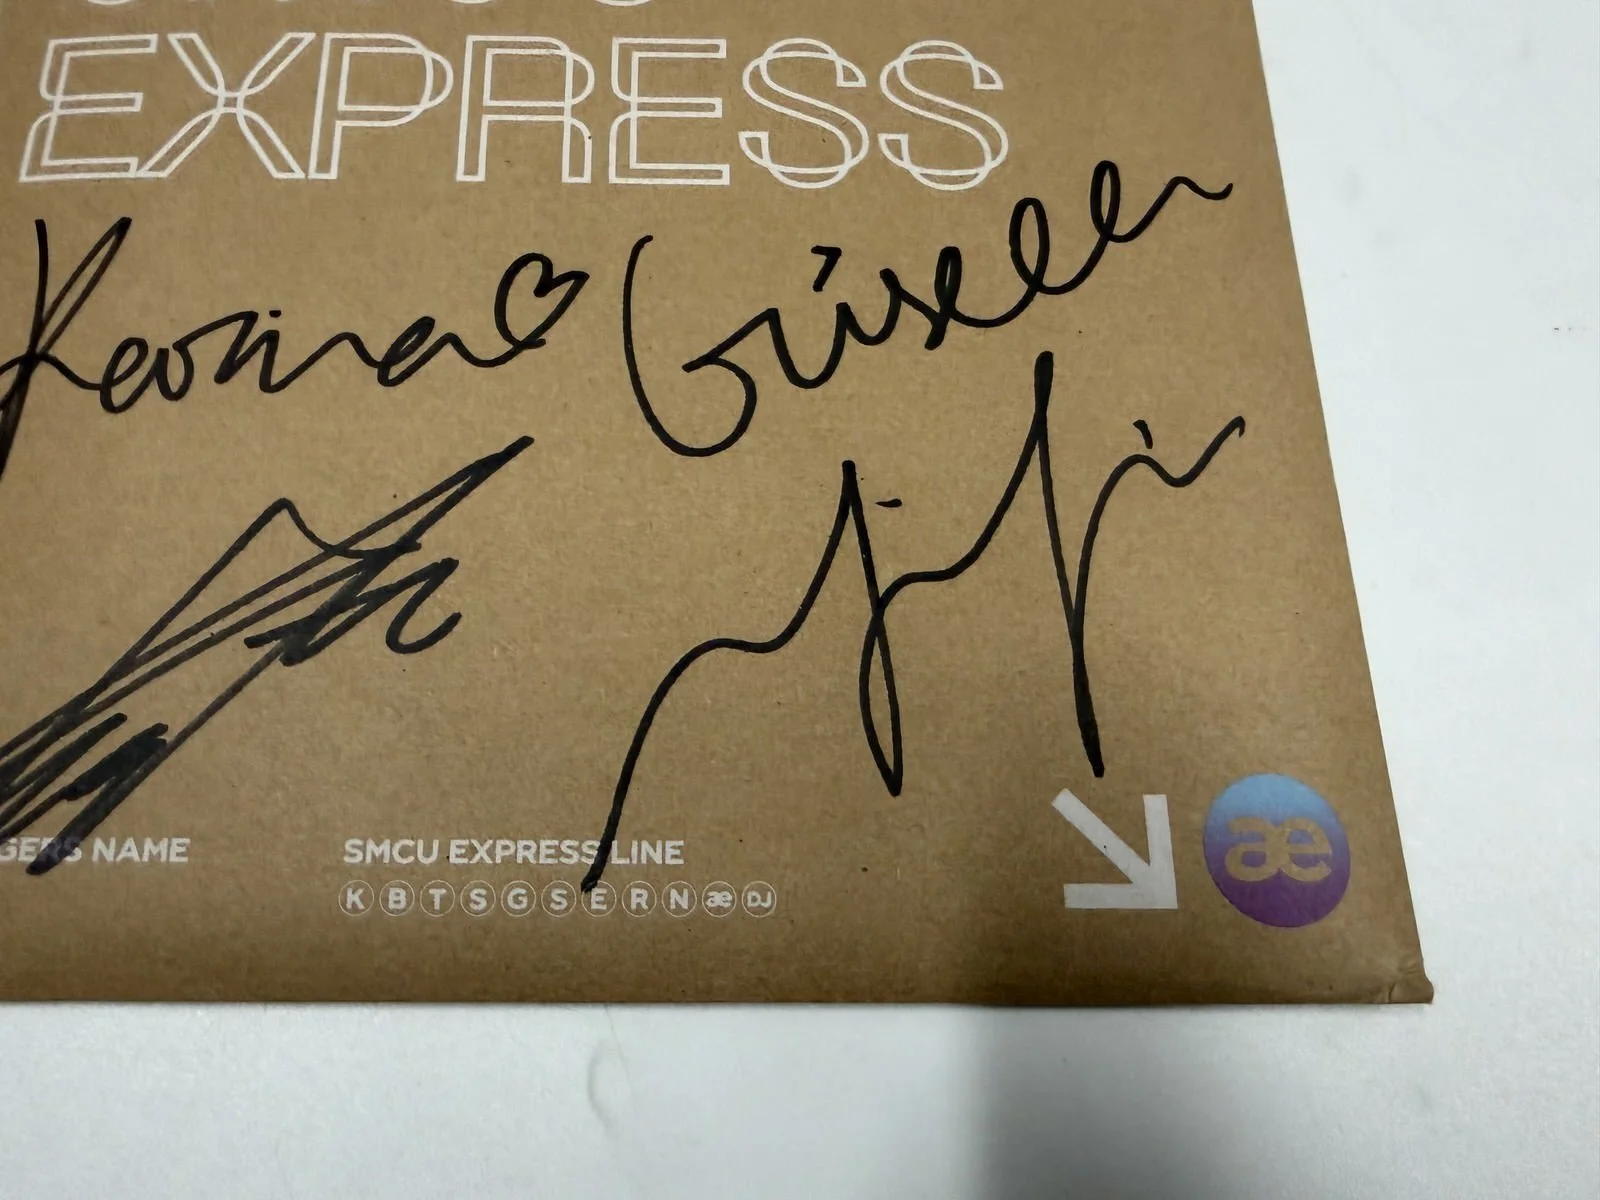 EXPRESS
Karina♡ Giselle
GERS NAME
SMCU EXPRESS LINE
K B T S G S E R N æ DJ
æ